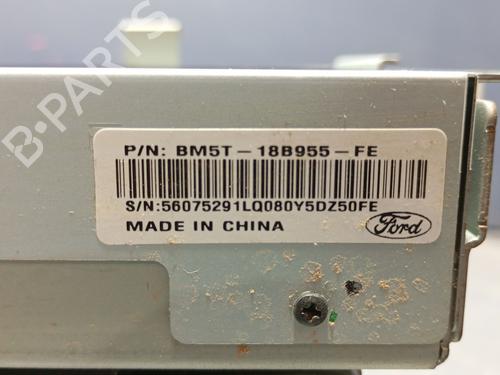 B-PARTS
P/N: BM5T-18B955-FE
S/N:56075291LQ080Y5DZ50FE
MADE IN CHINA
Ford